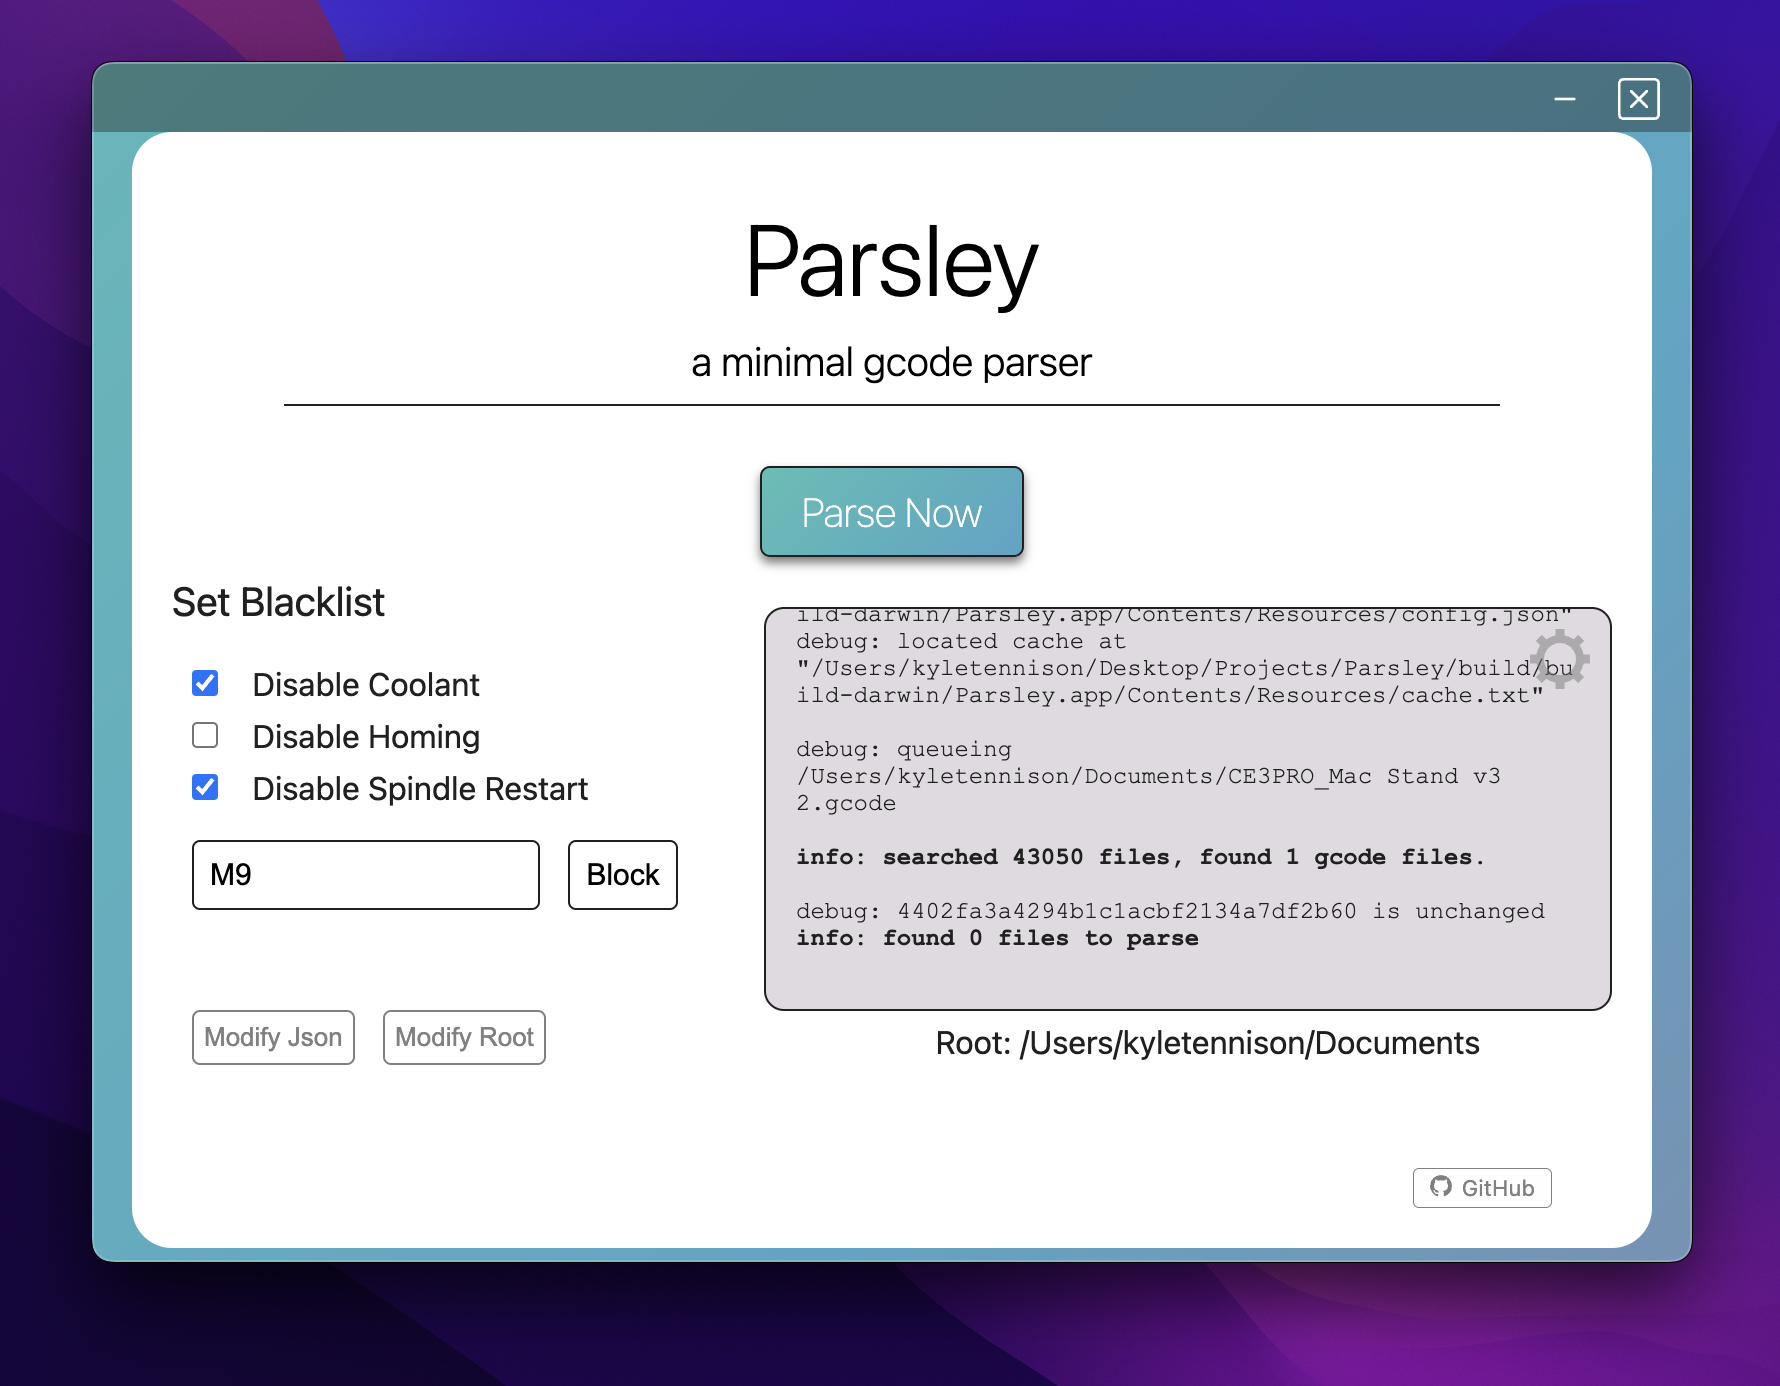 Parsley
a minimal gcode parser
Parse Now
Set Blacklist
Disable Coolant
Disable Homing
Disable Spindle Restart
M9
Block
Modify Json
Modify Root
ild-darwin/Parsley.app/Contents/Resources/config.json"
debug: located cache at
"/Users/kyletennison/Desktop/Projects/Parsley/build/bu
ild-darwin/Parsley.app/Contents/Resources/cache.txt"
debug: queueing
/Users/kyletennison/Documents/CE3PRO_Mac Stand v3
2.gcode
info: searched 43050 files, found 1 gcode files.
debug: 4402fa3a4294b1c1acbf2134a7df2b60 is unchanged
info: found 0 files to parse
Root: /Users/kyletennison/Documents
GitHub